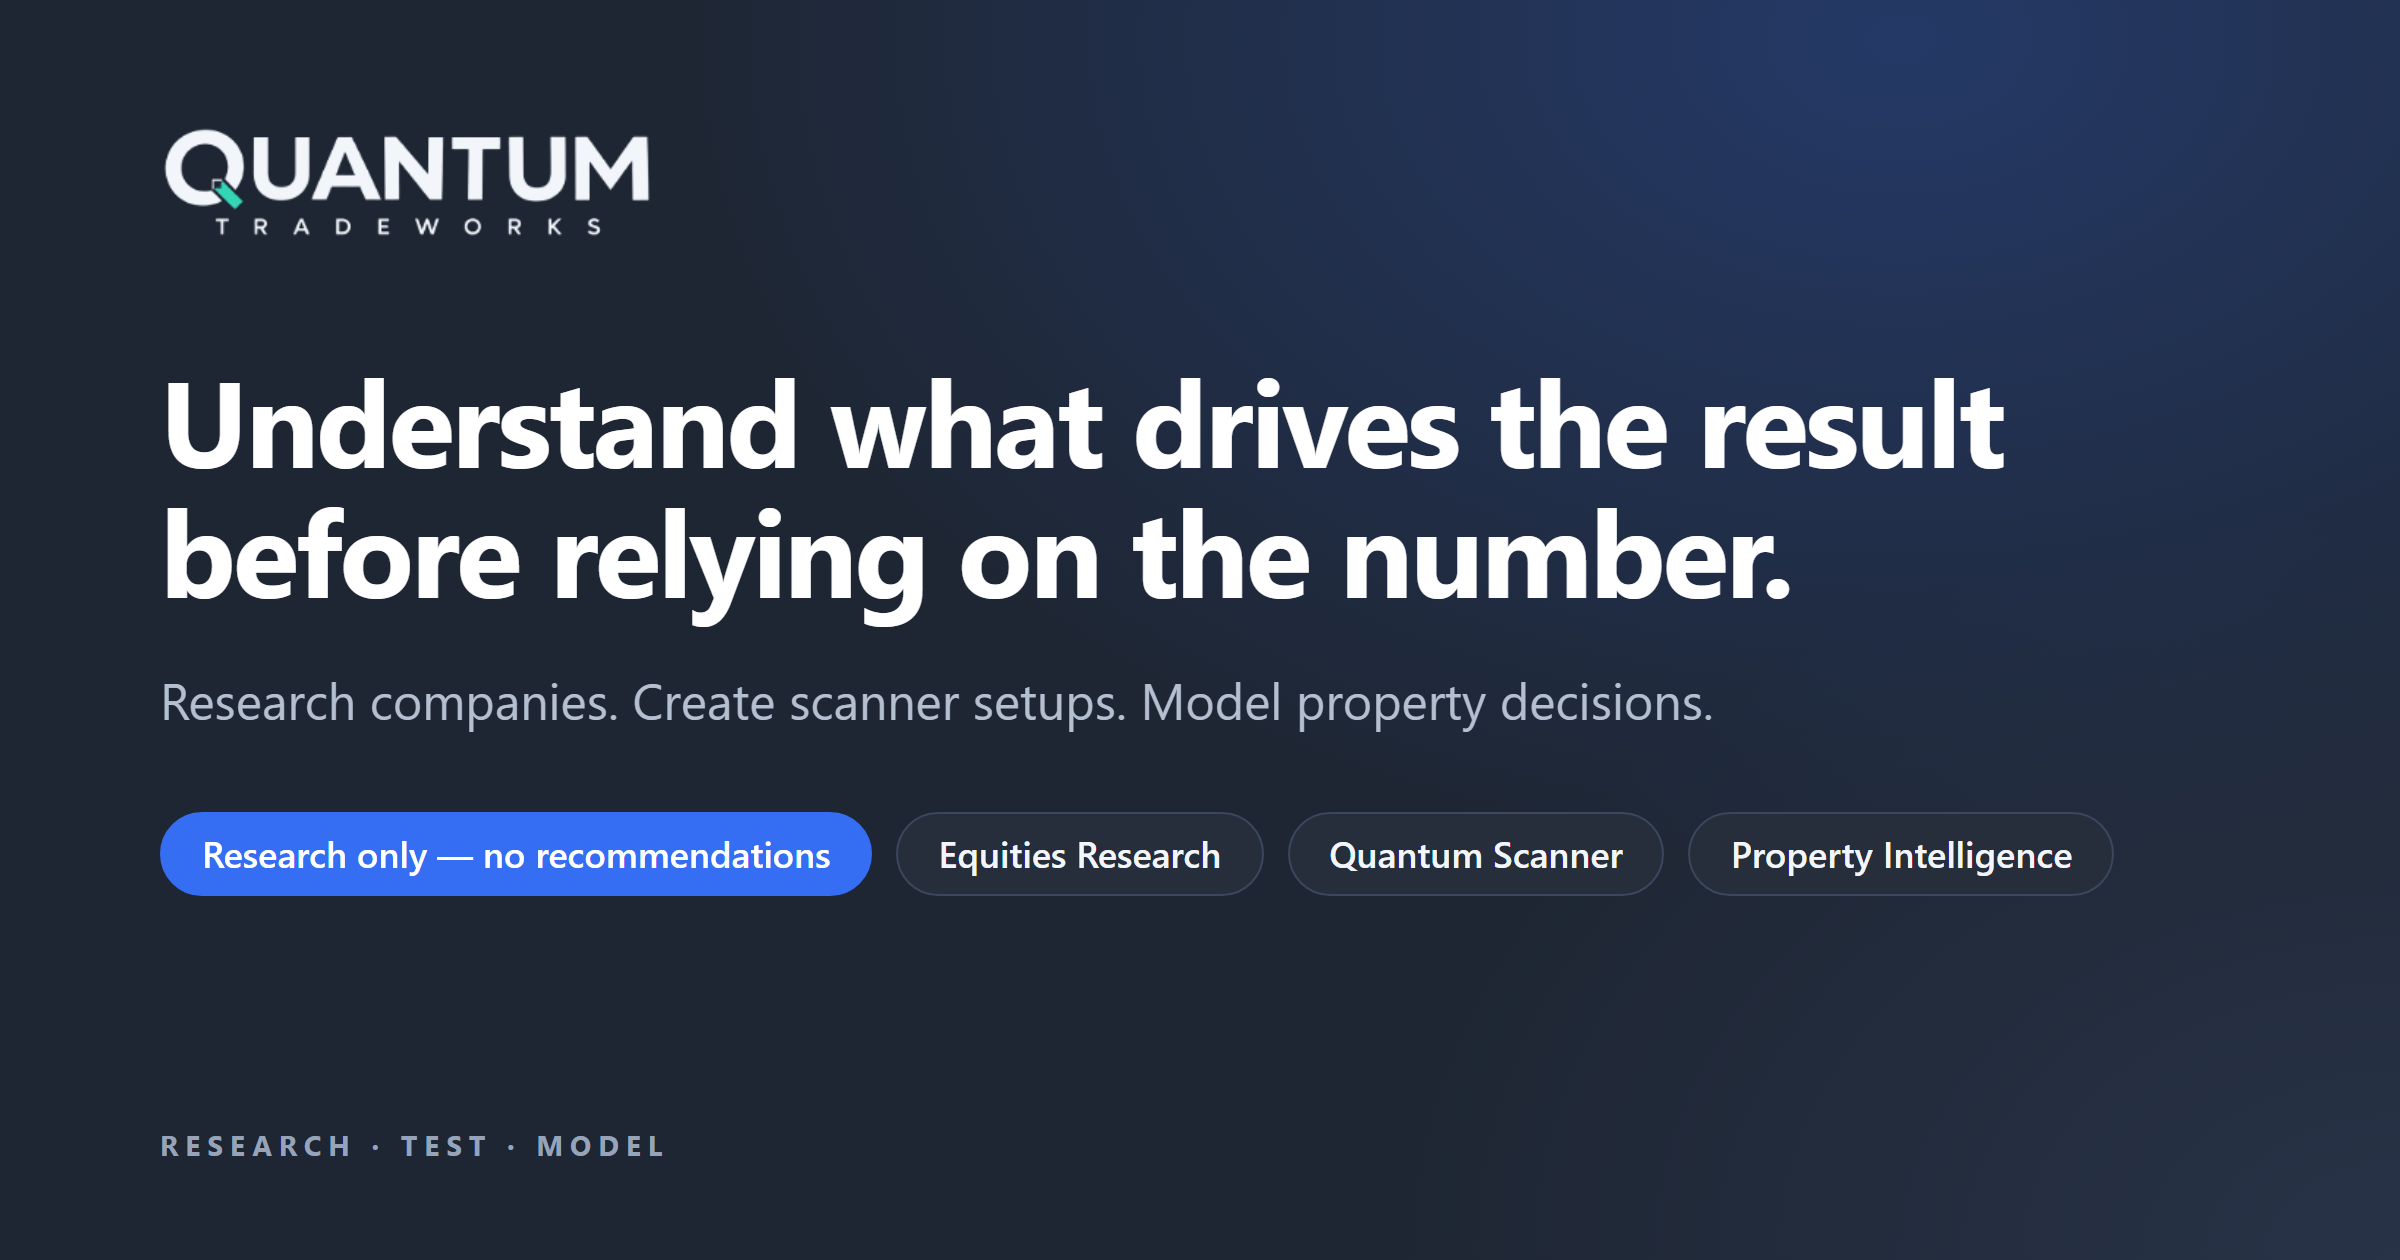 QUANTUM
TRADEWORKS
Understand what drives the result
before relying on the number.
Research companies. Create scanner setups. Model property decisions.
Research only — no recommendations
Equities Research
Quantum Scanner
Property Intelligence
RESEARCH · TEST · MODEL